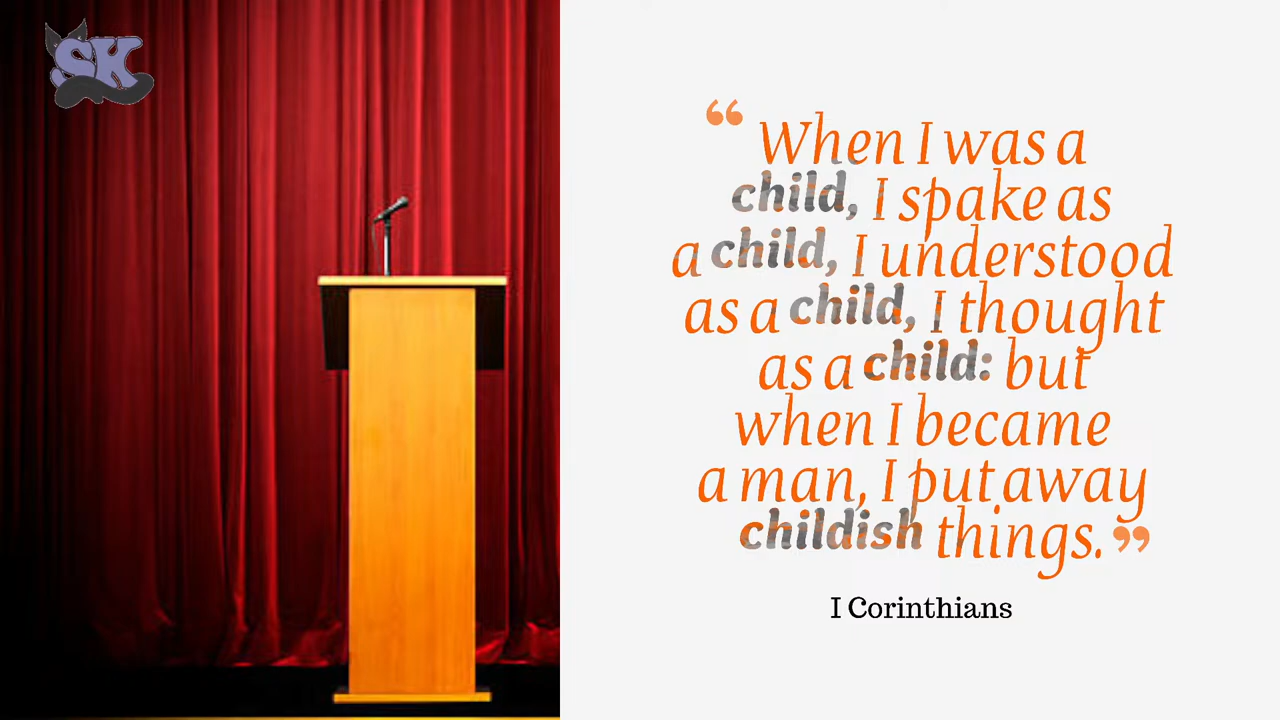 SK
“ When I was a
child, I spake as
a child, I understood
as a child, I thought
as a child: but
when I became
a man, I put away
childish things. ”
I Corinthians